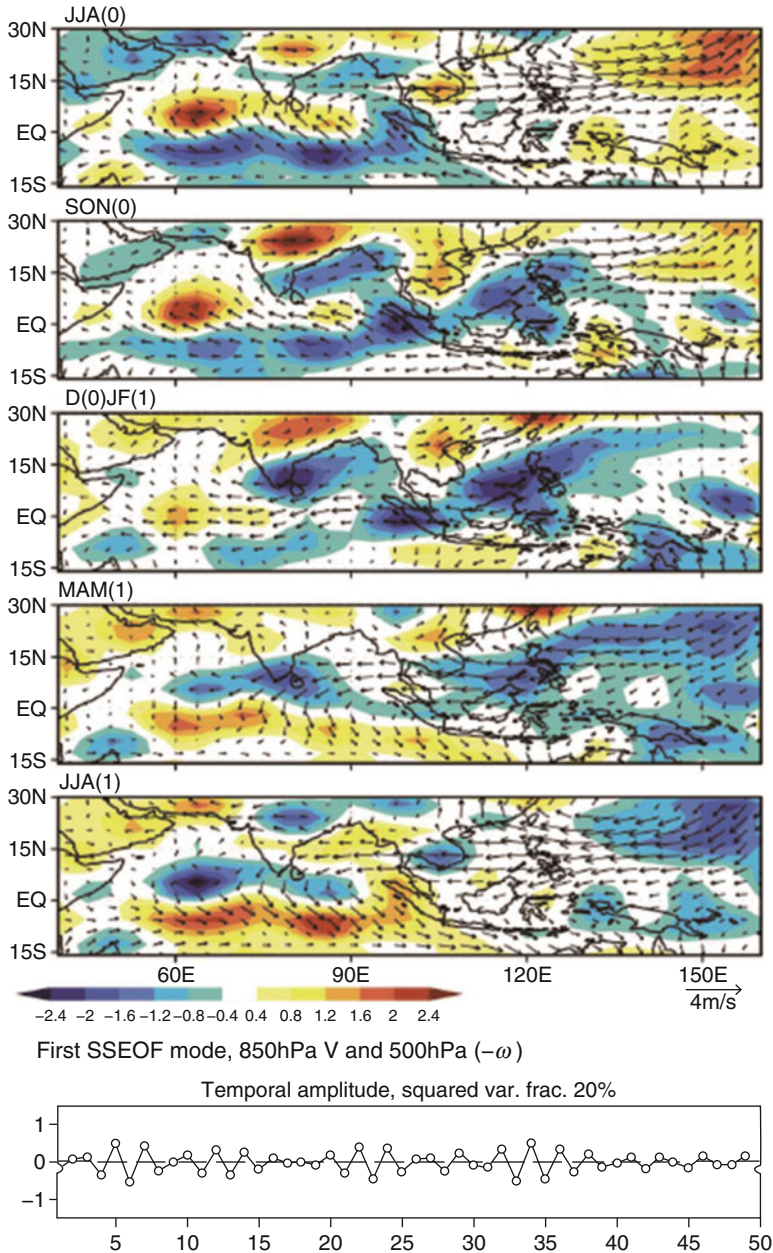 JJA(0)
30N
15N
EQ
15S
SON(0)
30N
15N
EQ
15S
D(0)JF(1)
30N
15N
EQ
15S
MAM(1)
30N
15N
EQ
15S
JJA(1)
30N
15N
EQ
15S
60E 90E 120E 150E
−2.4 −2 −1.6 −1.2 −0.8 −0.4 0.4 0.8 1.2 1.6 2 2.4
4m/s
First SSEOF mode, 850hPa V and 500hPa (−ω)
Temporal amplitude, squared var. frac. 20%
1
0
−1
5 10 15 20 25 30 35 40 45 50